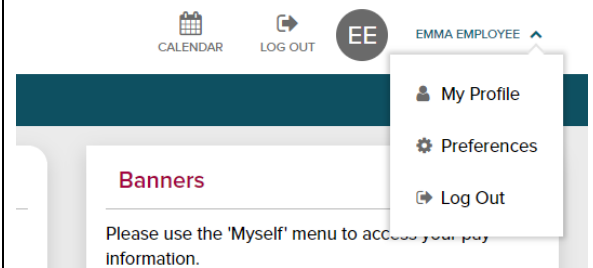 CALENDAR
LOG OUT
EE
EMMA EMPLOYEE
My Profile
Preferences
Log Out
Banners
Please use the 'Myself' menu to access your pay
information.